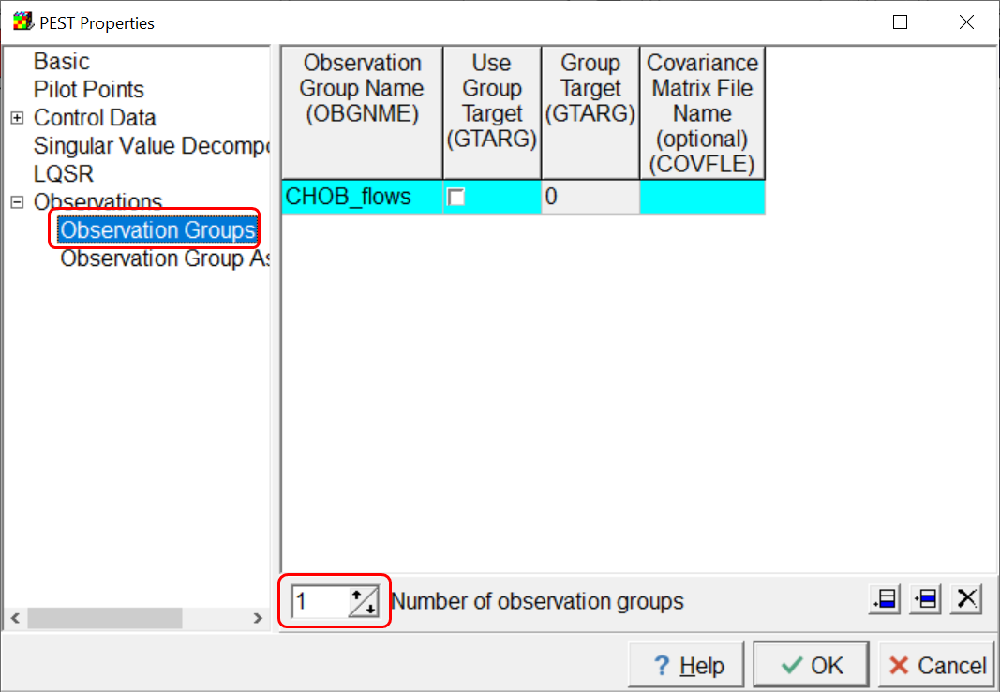 PEST Properties
Basic
Pilot Points
Control Data
Singular Value Decompo
LQSR
Observations
Observation Groups
Observation Group As
Observation
Group Name
(OBGNME)
Use
Group
Target
(GTARG)
Group
Target
(GTARG)
Covariance
Matrix File
Name
(optional)
(COVFLE)
CHOB_flows
0
1
Number of observation groups
? Help
OK
Cancel